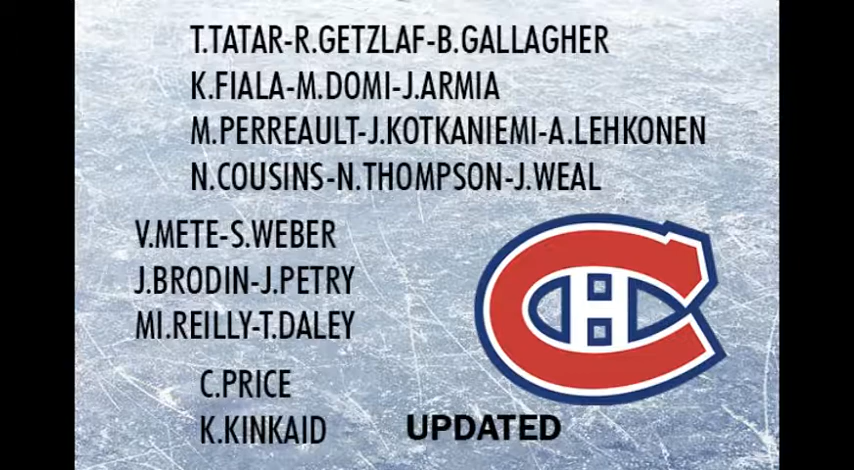 T.TATAR-R.GETZLAF-B.GALLAGHER
K.FIALA-M.DOMI-J.ARMIA
M.PERREAULT-J.KOTKANIEMI-A.LEHKONEN
N.COUSINS-N.THOMPSON-J.WEAL
V.METE-S.WEBER
J.BRODIN-J.PETRY
MI.REILLY-T.DALEY
C.PRICE
K.KINKAID
CH
UPDATED